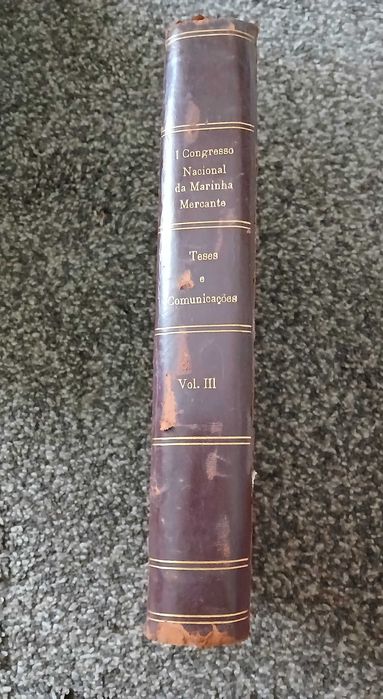 I Congresso
Nacional
da Marinha
Mercante
Teses
e
Comunicações
Vol. III